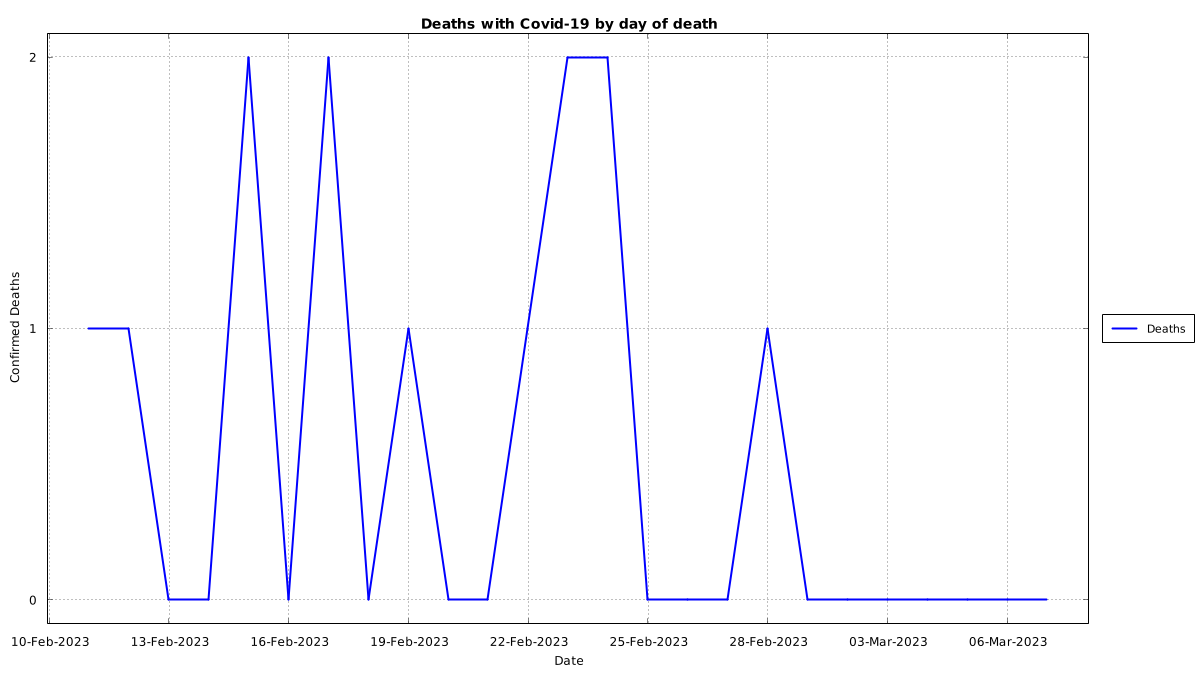 Deaths with Covid-19 by day of death
2
1
0
Confirmed Deaths
10-Feb-2023 13-Feb-2023 16-Feb-2023 19-Feb-2023 22-Feb-2023 25-Feb-2023 28-Feb-2023 03-Mar-2023 06-Mar-2023
Date
Deaths